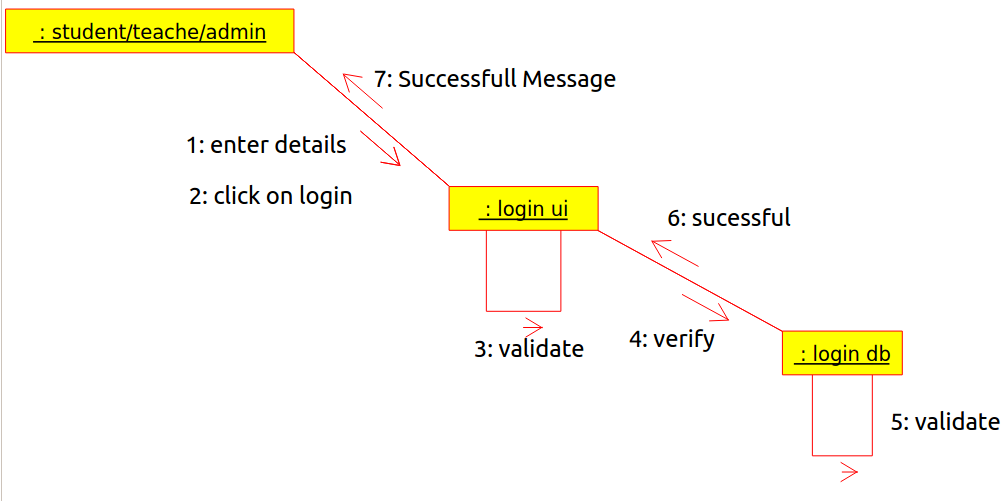 : student/teache/admin
7: Successfull Message
1: enter details
2: click on login
: login ui
6: sucessful
3: validate
4: verify
: login db
5: validate